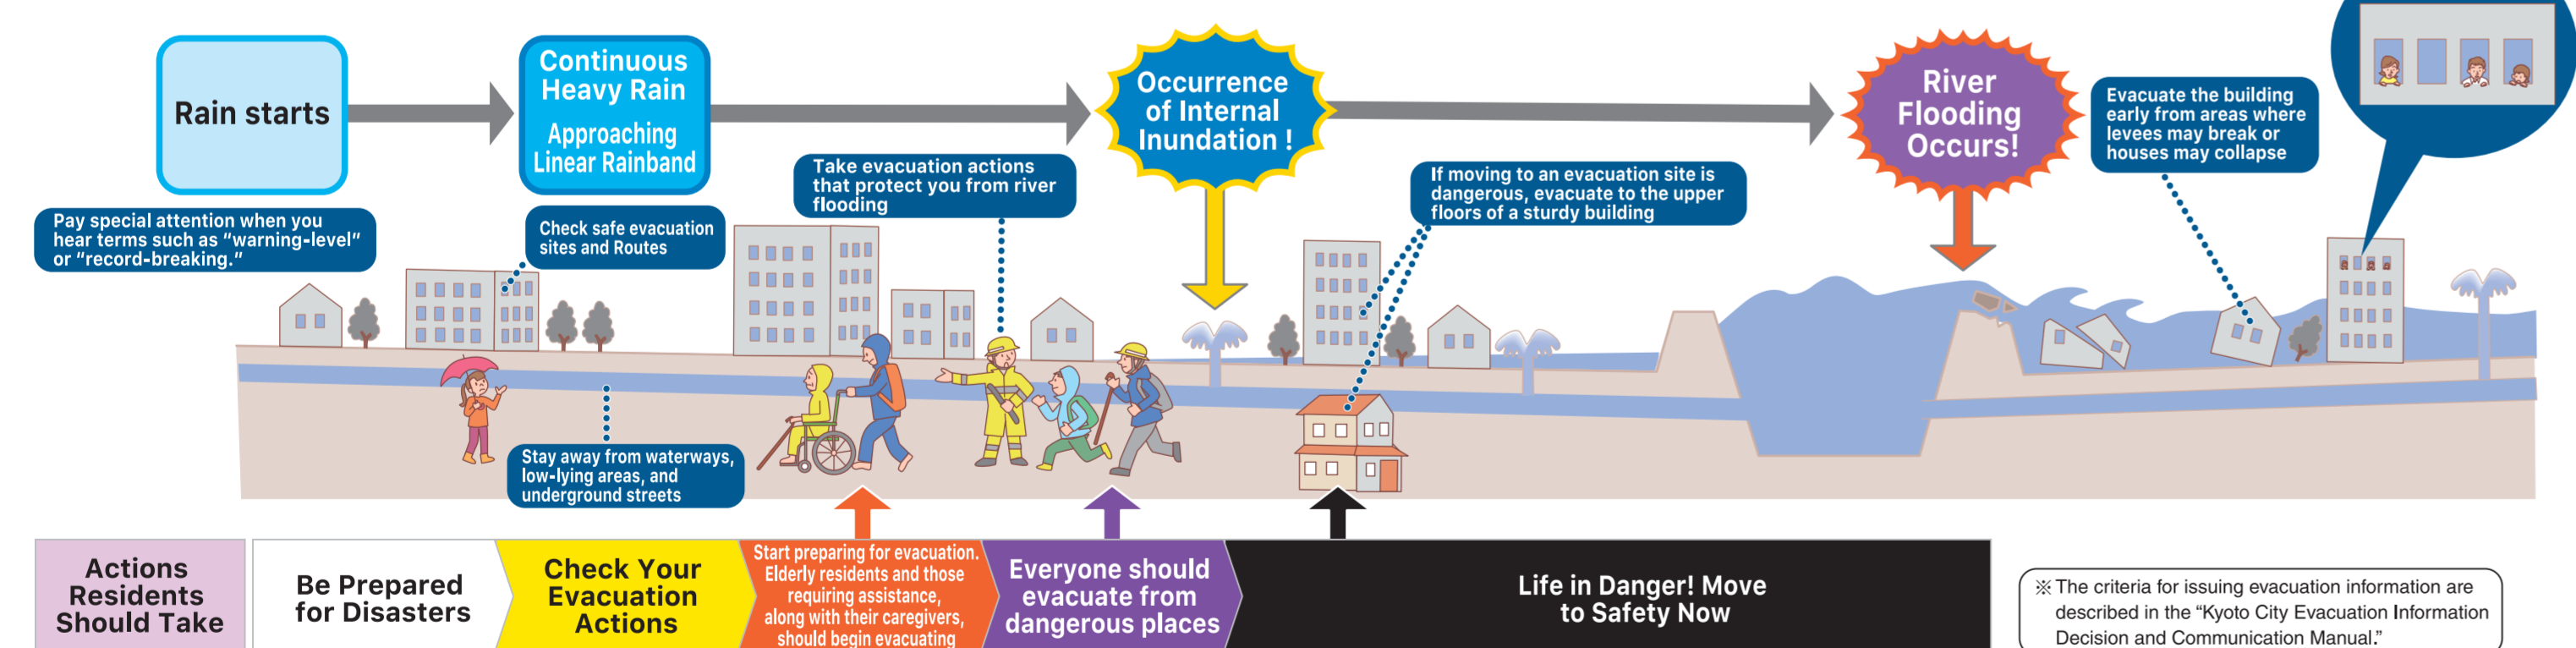 Rain starts
Continuous
Heavy Rain
Approaching
Linear Rainband
Occurrence
of Internal
Inundation !
River
Flooding
Occurs!
Evacuate the building
early from areas where
levees may break or
houses may collapse
Take evacuation actions
that protect you from river
flooding
If moving to an evacuation site is
dangerous, evacuate to the upper
floors of a sturdy building
Pay special attention when you
hear terms such as “warning-level”
or “record-breaking.”
Check safe evacuation
sites and Routes
Stay away from waterways,
low-lying areas, and
underground streets
Actions
Residents
Should Take
Be Prepared
for Disasters
Check Your
Evacuation
Actions
Start preparing for evacuation.
Elderly residents and those
requiring assistance,
along with their caregivers,
should begin evacuating
Everyone should
evacuate from
dangerous places
Life in Danger! Move
to Safety Now
※ The criteria for issuing evacuation information are
described in the “Kyoto City Evacuation Information
Decision and Communication Manual.”